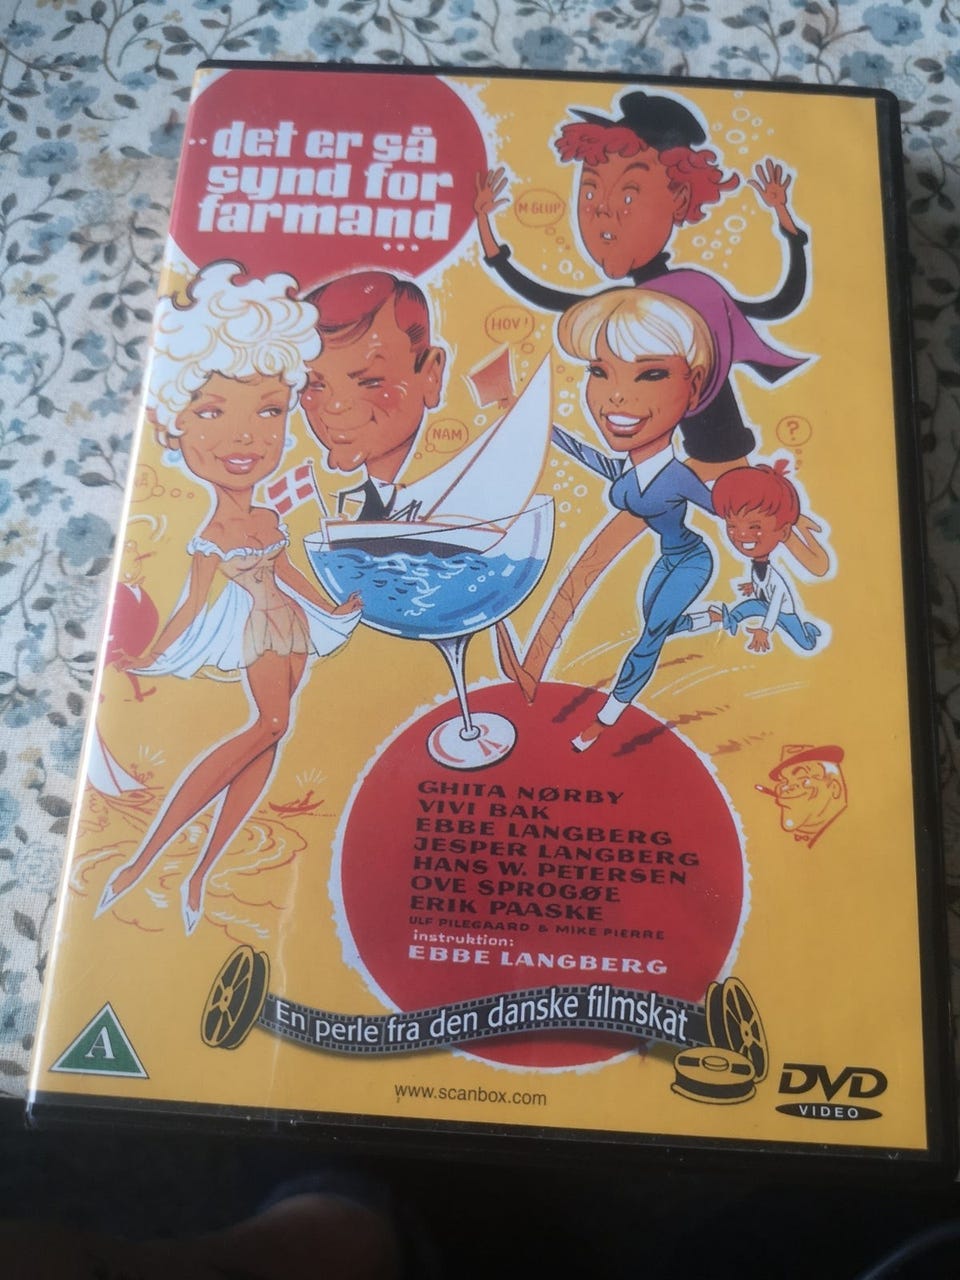 ..det er så
synd for
farmand
...
M GLUP
HOV!
NAM
?
GHITA NØRBY
VIVI BAK
EBBE LANGBERG
JESPER LANGBERG
HANS W. PETERSEN
OVE SPROGØE
ERIK PAASKE
ULF PILEGAARD & MIKE PIERRE
instruktion:
EBBE LANGBERG
En perle fra den danske filmskat
A
www.scanbox.com
DVD
VIDEO